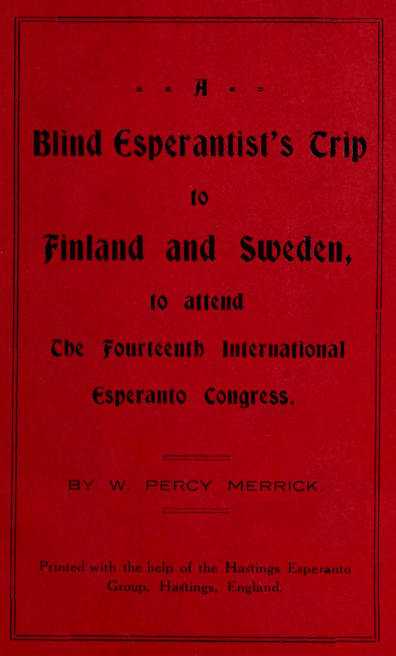 A
Blind Esperantist's Trip
to
Finland and Sweden,
to attend
The Fourteenth International
Esperanto Congress.
BY W. PERCY MERRICK
Printed with the help of the Hastings Esperanto
Group, Hastings, England.